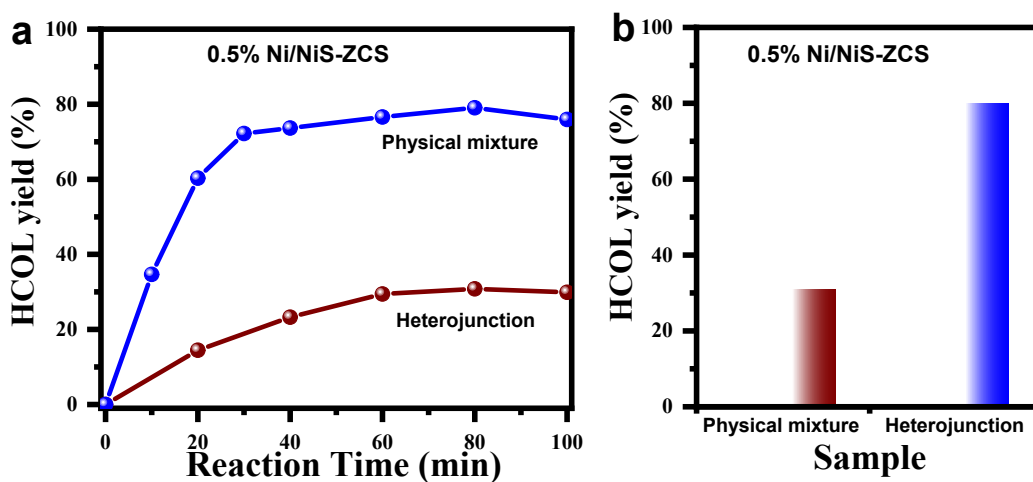 a
0.5% Ni/NiS-ZCS
HCOL yield (%)
100
80
60
40
20
0
Physical mixture
Heterojunction
0 20 40 60 80 100
Reaction Time (min)
b
0.5% Ni/NiS-ZCS
HCOL yield (%)
100
80
60
40
20
0
Physical mixture Heterojunction
Sample